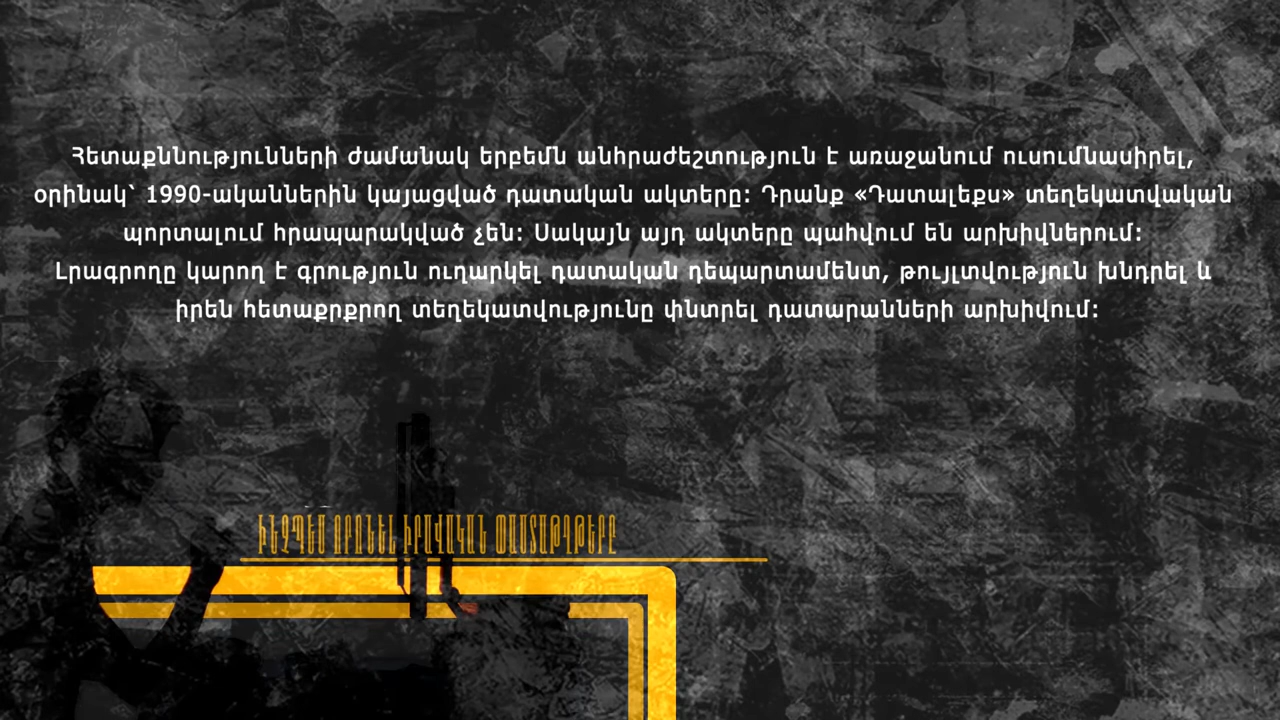 Հետաքննությունների ժամանակ երբեմն անհրաժեշտություն է առաջանում ուսումնասիրել,
օրինակ՝ 1990-ականներին կայացված դատական ակտերը։ Դրանք «Դատալեքս» տեղեկատվական
պորտալում հրապարակված չեն։ Սակայն այդ ակտերը պահվում են արխիվներում։
Լրագրողը կարող է գրություն ուղարկել դատական դեպարտամենտ, թույլտվություն խնդրել և
իրեն հետաքրքրող տեղեկատվությունը փնտրել դատարանների արխիվում։
ԻՆՉՊԵՍ ՈՐՈՆԵԼ ԻՐԱՎԱԿԱՆ ՓԱՍՏԱԹՂԹԵՐԸ